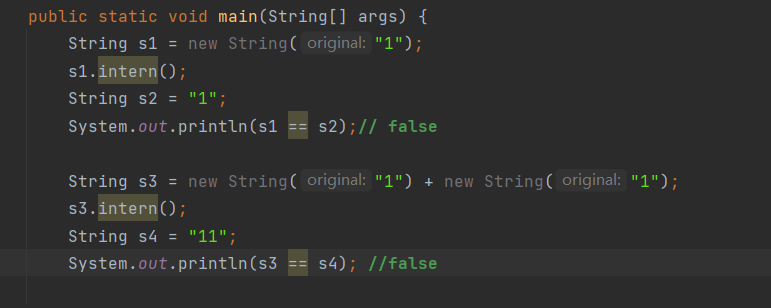 public static void main(String[] args) {
String s1 = new String( original: "1");
s1.intern();
String s2 = "1";
System.out.println(s1 == s2);// false
String s3 = new String( original: "1") + new String( original: "1");
s3.intern();
String s4 = "11";
System.out.println(s3 == s4); //false